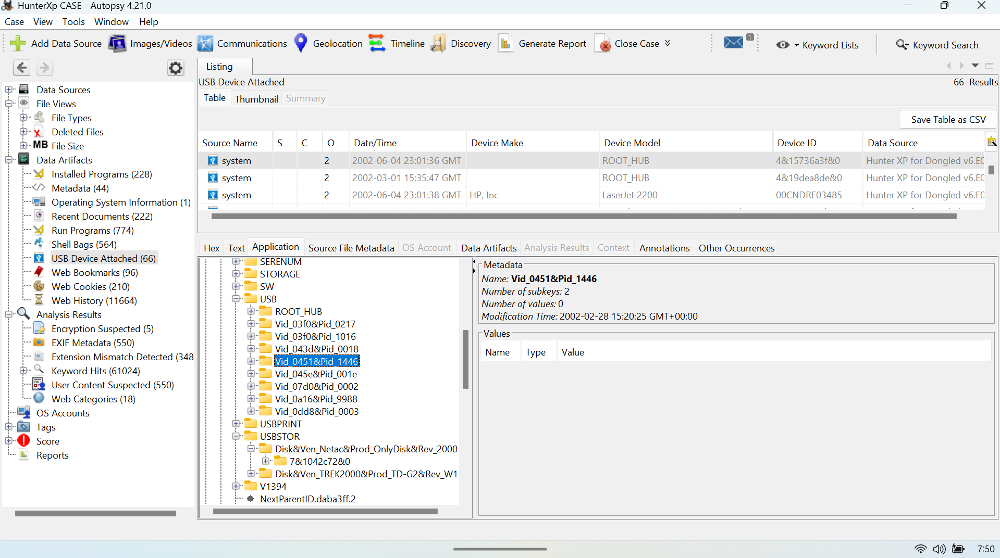 HunterXp CASE - Autopsy 4.21.0
Case View Tools Window Help
Add Data Source Images/Videos Communications Geolocation Timeline Discovery Generate Report Close Case 1 Keyword Lists Keyword Search
Listing
USB Device Attached 66 Results
Table Thumbnail Summary
Save Table as CSV
Source Name S C O Date/Time Device Make Device Model Device ID Data Source
system 2 2002-06-04 23:01:36 GMT ROOT_HUB 4&15736a3f&0 Hunter XP for Dongled v6.E0
system 2 2002-03-01 15:35:47 GMT ROOT_HUB 4&19dea8de&0 Hunter XP for Dongled v6.E0
system 2 2002-06-04 23:01:38 GMT HP, Inc LaserJet 2200 00CNDRF03485 Hunter XP for Dongled v6.E0
Data Sources
File Views
File Types
Deleted Files
MB File Size
Data Artifacts
Installed Programs (228)
Metadata (44)
Operating System Information (1)
Recent Documents (222)
Run Programs (774)
Shell Bags (564)
USB Device Attached (66)
Web Bookmarks (96)
Web Cookies (210)
Web History (11664)
Analysis Results
Encryption Suspected (5)
EXIF Metadata (550)
Extension Mismatch Detected (348)
Keyword Hits (61024)
User Content Suspected (550)
Web Categories (18)
OS Accounts
Tags
Score
Reports
Hex Text Application Source File Metadata OS Account Data Artifacts Analysis Results Context Annotations Other Occurrences
SERENUM
STORAGE
SW
USB
ROOT_HUB
Vid_03f0&Pid_0217
Vid_03f0&Pid_1016
Vid_043d&Pid_0018
Vid_0451&Pid_1446
Vid_045e&Pid_001e
Vid_07d0&Pid_0002
Vid_0a16&Pid_9988
Vid_0dd8&Pid_0003
USBPRINT
USBSTOR
Disk&Ven_Netac&Prod_OnlyDisk&Rev_2000
7&1042c72&0
Disk&Ven_TREK2000&Prod_TD-G2&Rev_W1
V1394
NextParentID.daba3ff.2
Metadata
Name: Vid_0451&Pid_1446
Number of subkeys: 2
Number of values: 0
Modification Time: 2002-02-28 15:20:25 GMT+00:00
Values
Name Type Value
7:50